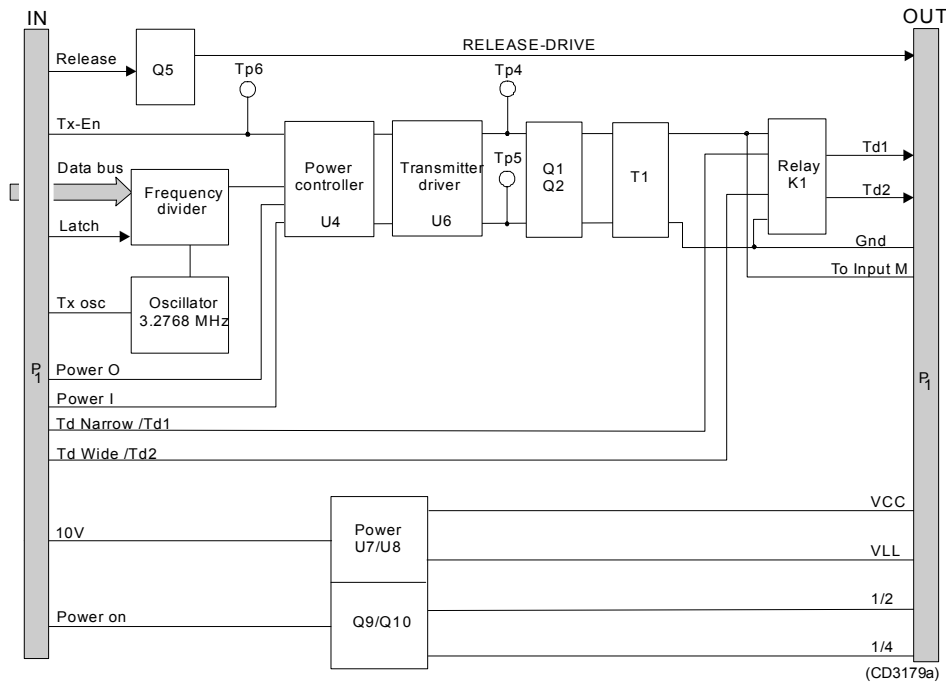 IN
OUT
Release
Q5
RELEASE-DRIVE
Tp6
Tp4
Tx-En
Data bus
Frequency
divider
Latch
Power
controller
U4
Transmitter
driver
U6
Tp5
Q1
Q2
T1
Relay
K1
Td1
Td2
Gnd
To Input M
Tx osc
Oscillator
3.2768 MHz
P1
P1
Power O
Power I
Td Narrow /Td1
Td Wide /Td2
10V
Power
U7/U8
VCC
VLL
Power on
Q9/Q10
1/2
1/4
(CD3179a)